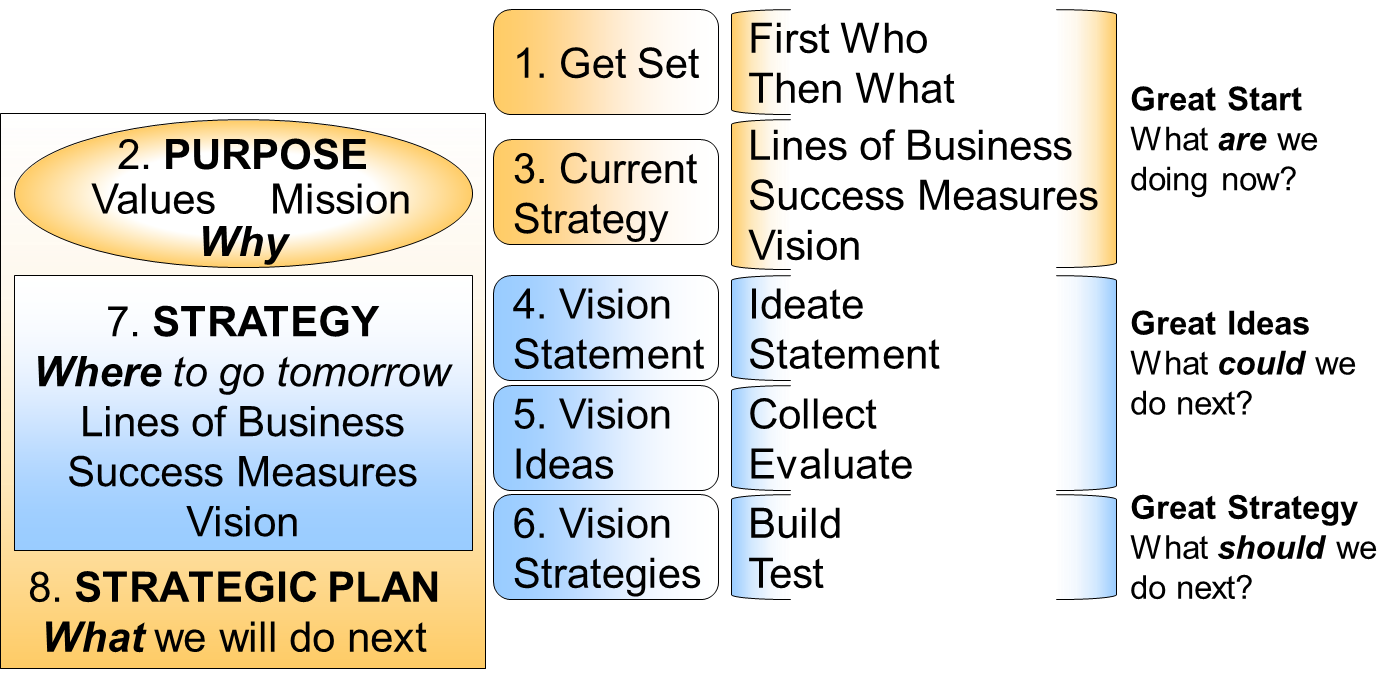 1. Get Set
First Who
Then What
Great Start
What are we
doing now?
2. PURPOSE
Values Mission
Why
3. Current
Strategy
Lines of Business
Success Measures
Vision
7. STRATEGY
Where to go tomorrow
Lines of Business
Success Measures
Vision
4. Vision
Statement
Ideate
Statement
Great Ideas
What could we
do next?
5. Vision
Ideas
Collect
Evaluate
6. Vision
Strategies
Build
Test
Great Strategy
What should we
do next?
8. STRATEGIC PLAN
What we will do next